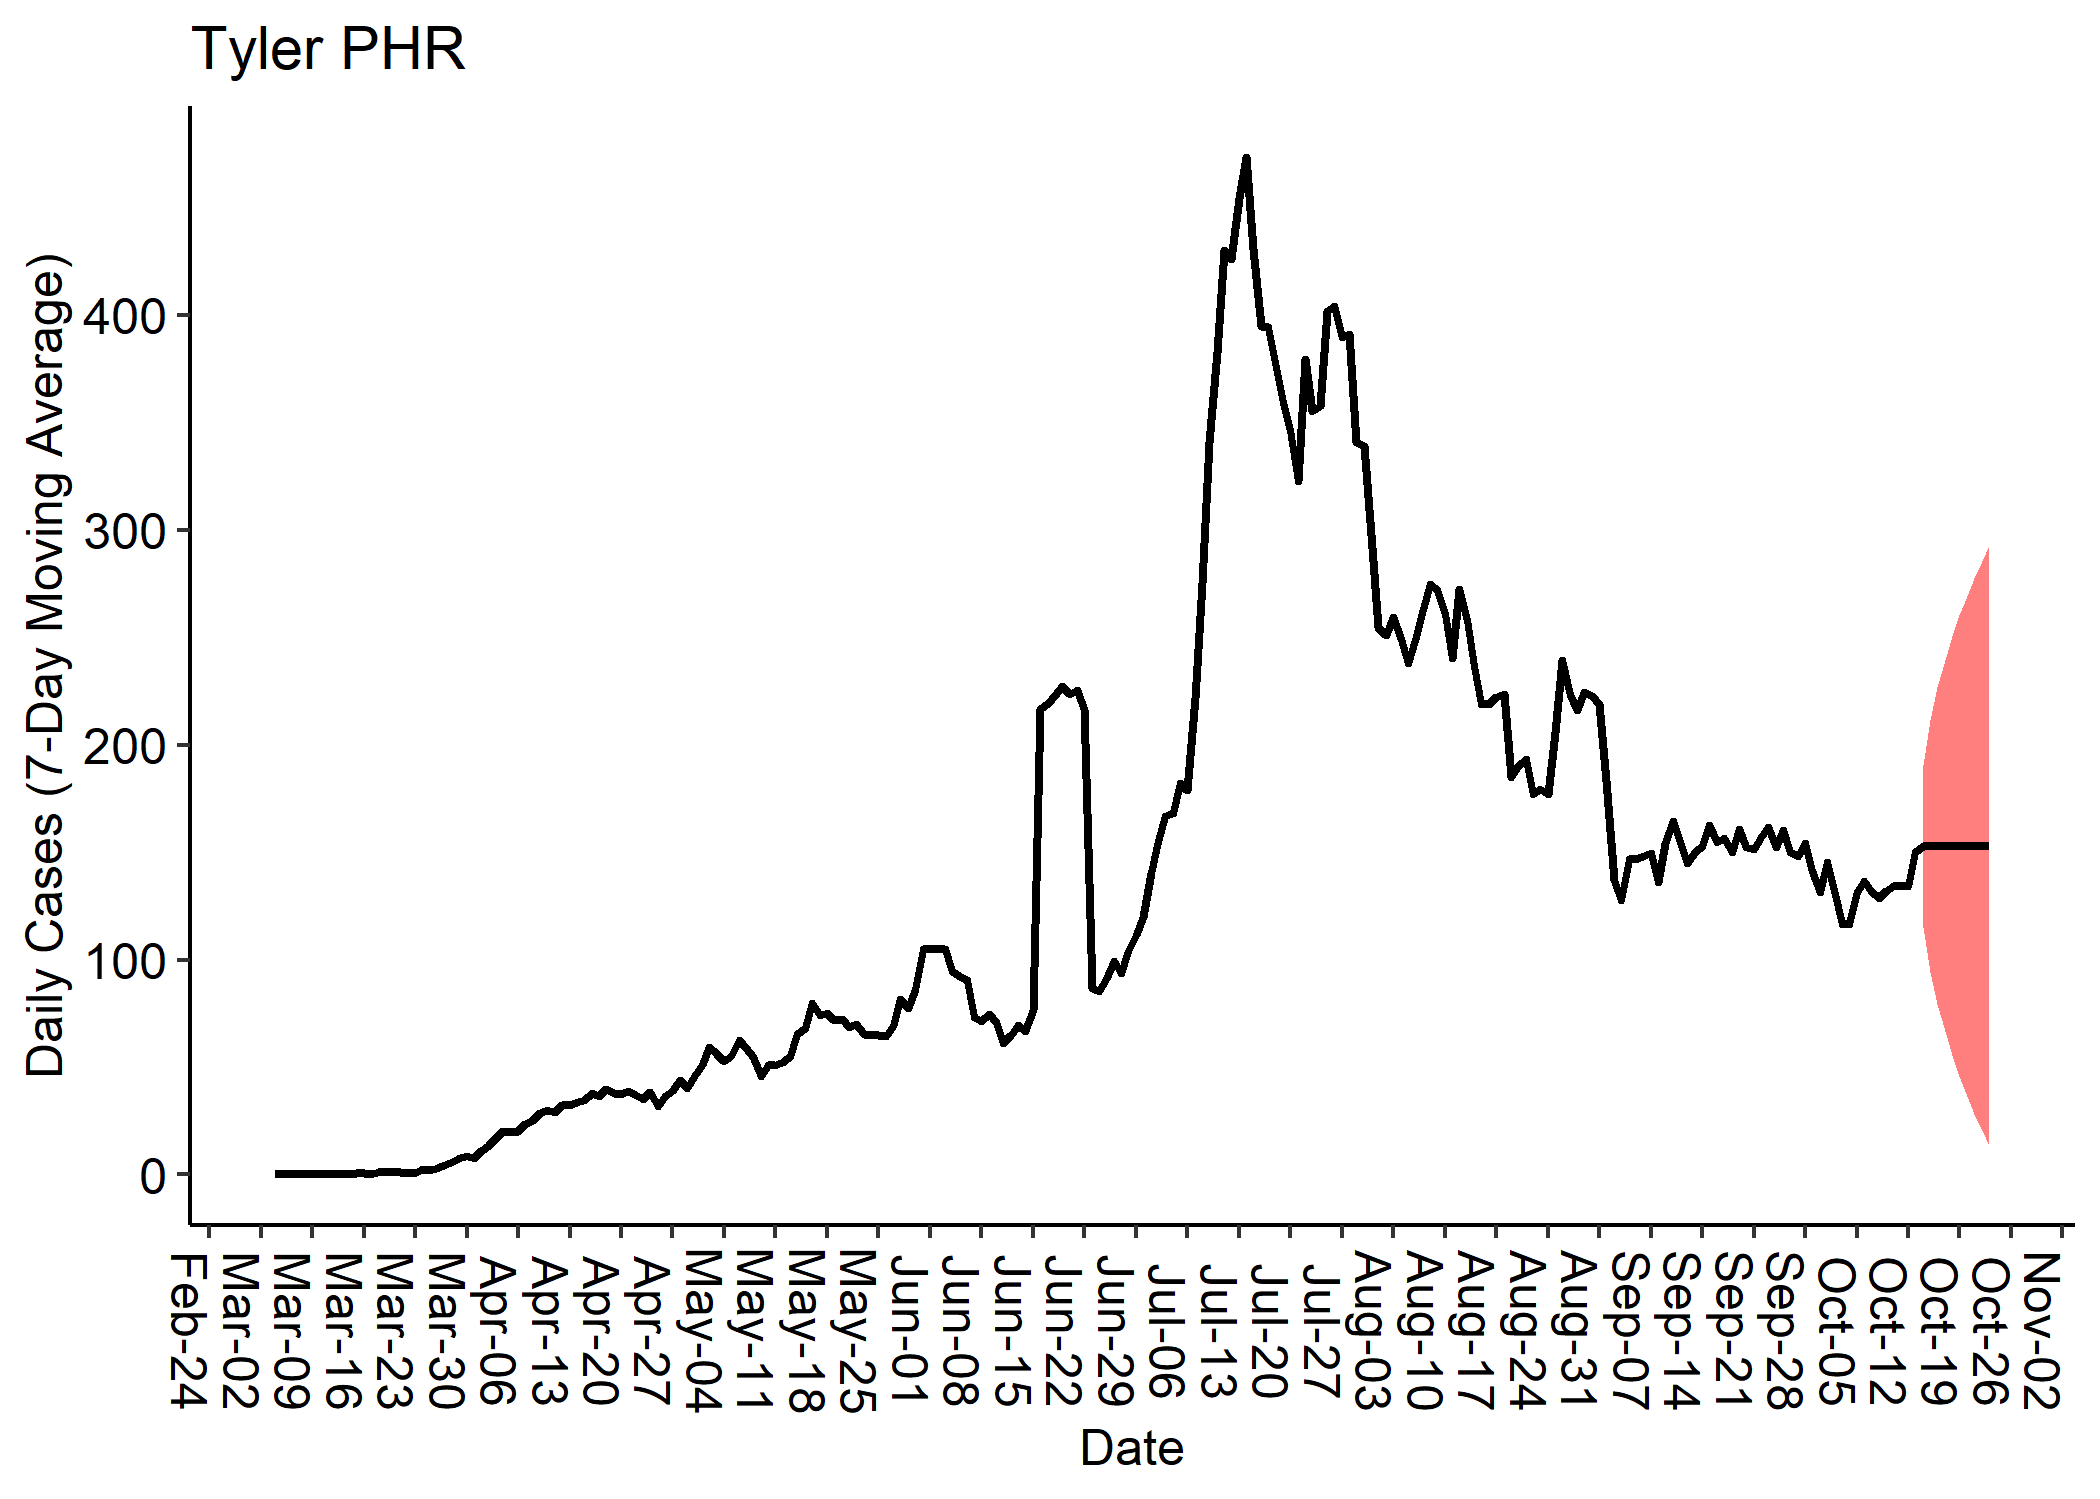 Tyler PHR
Daily Cases (7-Day Moving Average)
400
300
200
100
0
Feb-24
Mar-02
Mar-09
Mar-16
Mar-23
Mar-30
Apr-06
Apr-13
Apr-20
Apr-27
May-04
May-11
May-18
May-25
Jun-01
Jun-08
Jun-15
Jun-22
Jun-29
Jul-06
Jul-13
Jul-20
Jul-27
Aug-03
Aug-10
Aug-17
Aug-24
Aug-31
Sep-07
Sep-14
Sep-21
Sep-28
Oct-05
Oct-12
Oct-19
Oct-26
Nov-02
Date